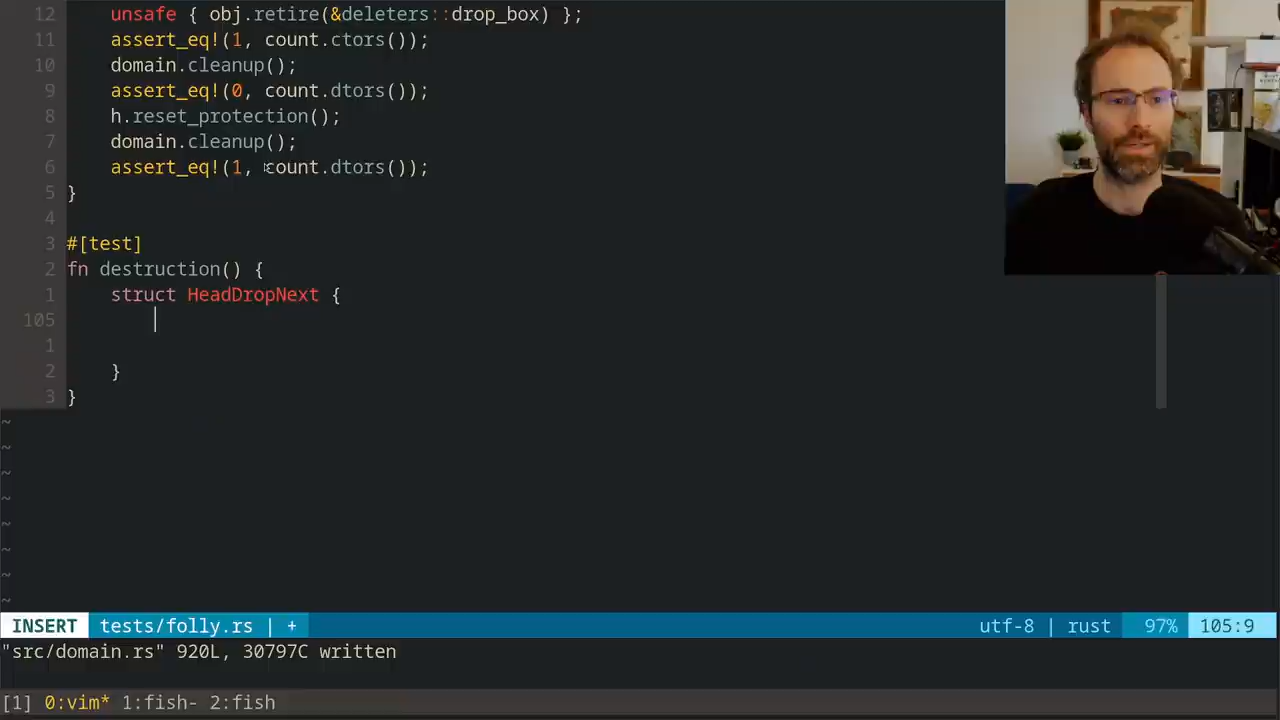 12 unsafe { obj.retire(&deleters::drop_box) };
11 assert_eq!(1, count.ctors());
10 domain.cleanup();
9 assert_eq!(0, count.dtors());
8 h.reset_protection();
7 domain.cleanup();
6 assert_eq!(1, count.dtors());
5 }
4
3 #[test]
2 fn destruction() {
1 struct HeadDropNext {
105
1
2 }
3 }
~
~
~
~
~
~
~
~
INSERT tests/folly.rs | + utf-8 | rust 97% 105:9
"src/domain.rs" 920L, 30797C written
[1] 0:vim* 1:fish- 2:fish